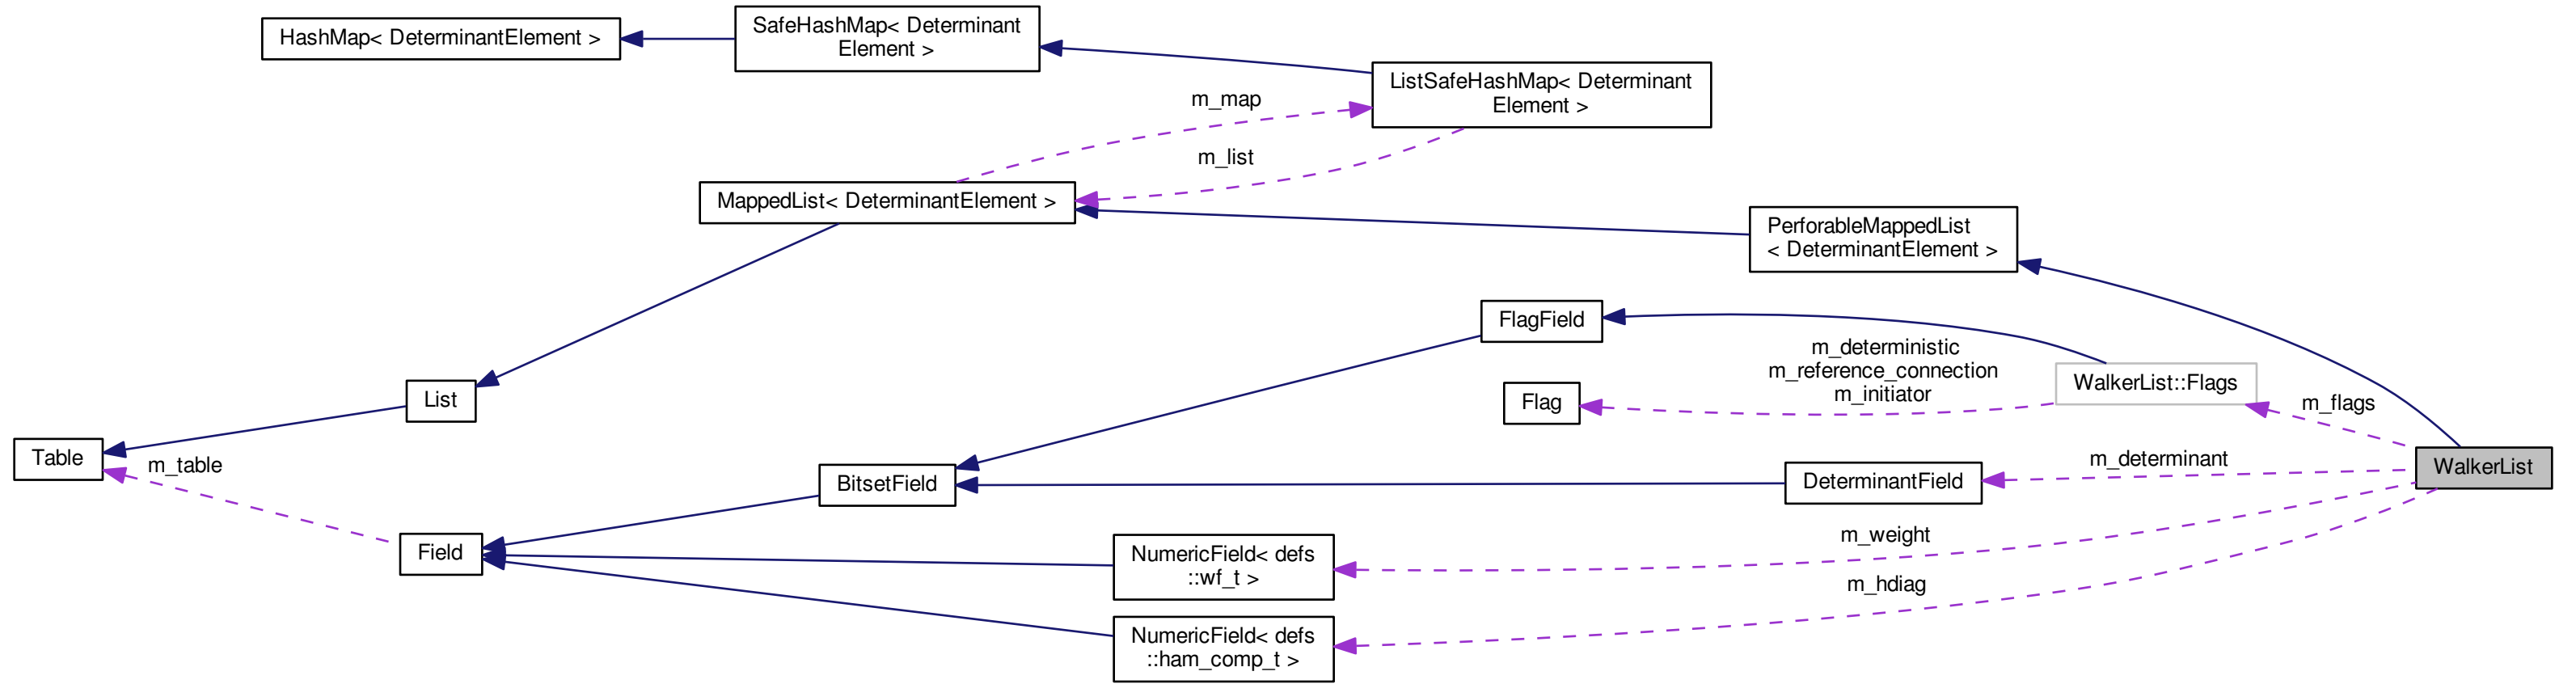 HashMap< DeterminantElement >
SafeHashMap< Determinant
Element >
ListSafeHashMap< Determinant
Element >
m_map
m_list
MappedList< DeterminantElement >
PerforableMappedList
< DeterminantElement >
FlagField
m_deterministic
m_reference_connection
m_initiator
WalkerList::Flags
Flag
List
m_flags
Table
m_table
BitsetField
DeterminantField
m_determinant
WalkerList
Field
NumericField< defs
::wf_t >
m_weight
m_hdiag
NumericField< defs
::ham_comp_t >